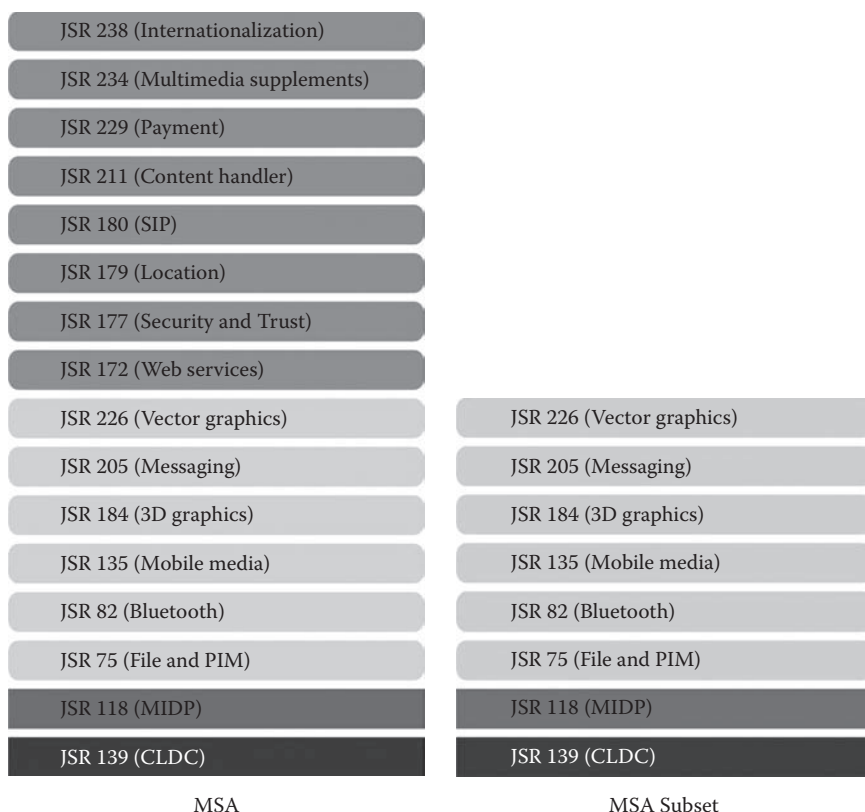 JSR 238 (Internationalization)
JSR 234 (Multimedia supplements)
JSR 229 (Payment)
JSR 211 (Content handler)
JSR 180 (SIP)
JSR 179 (Location)
JSR 177 (Security and Trust)
JSR 172 (Web services)
JSR 226 (Vector graphics)
JSR 205 (Messaging)
JSR 184 (3D graphics)
JSR 135 (Mobile media)
JSR 82 (Bluetooth)
JSR 75 (File and PIM)
JSR 118 (MIDP)
JSR 139 (CLDC)
MSA
JSR 226 (Vector graphics)
JSR 205 (Messaging)
JSR 184 (3D graphics)
JSR 135 (Mobile media)
JSR 82 (Bluetooth)
JSR 75 (File and PIM)
JSR 118 (MIDP)
JSR 139 (CLDC)
MSA Subset